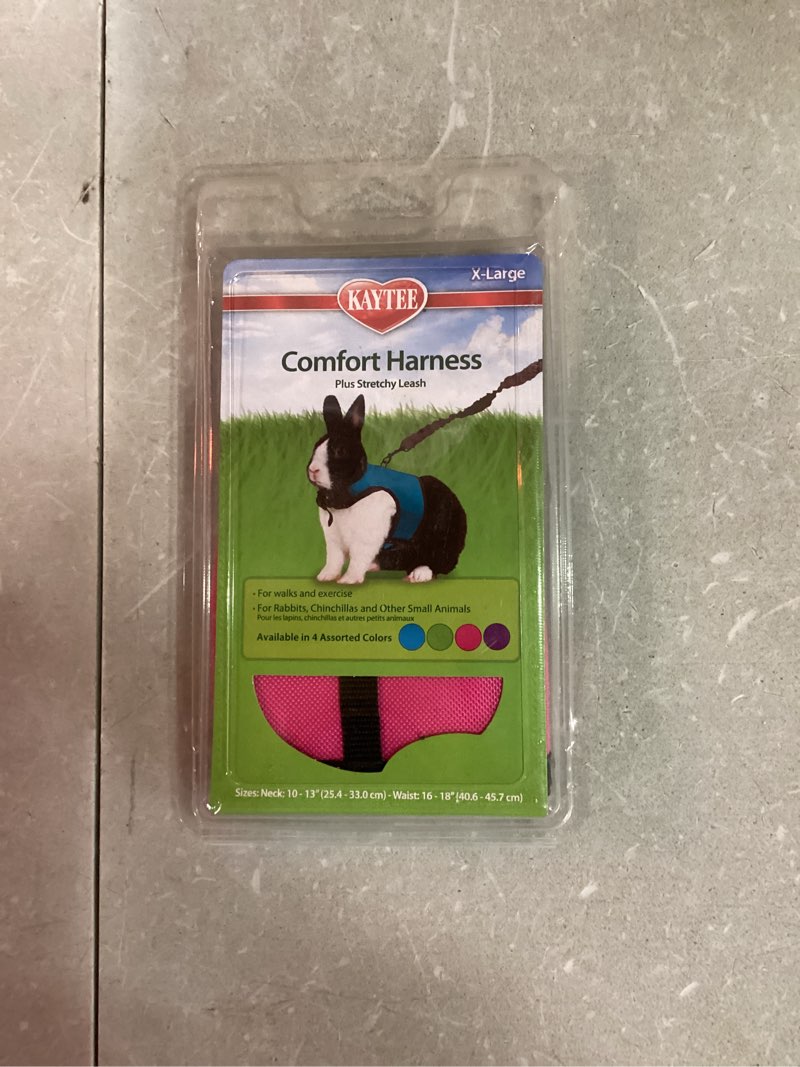 X-Large
KAYTEE
Comfort Harness
Plus Stretchy Leash
• For walks and exercise
• For Rabbits, Chinchillas and Other Small Animals
Pour les lapins, chinchillas et autres petits animaux
Available in 4 Assorted Colors
Sizes: Neck: 10 - 13" (25.4 - 33.0 cm) - Waist: 16 - 18" (40.6 - 45.7 cm)